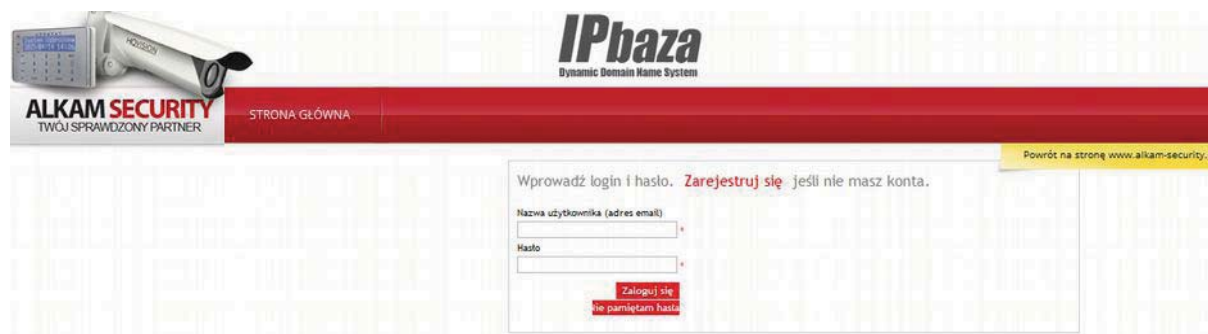 HQVISION
IPbaza
Dynamic Domain Name System
ALKAM SECURITY
TWÓJ SPRAWDZONY PARTNER
STRONA GŁÓWNA
Powrót na stronę www.alkam-security.
Wprowadź login i hasło. Zarejestruj się jeśli nie masz konta.
Nazwa użytkownika (adres email)
*
Hasło
*
Zaloguj się
Nie pamiętam hasła